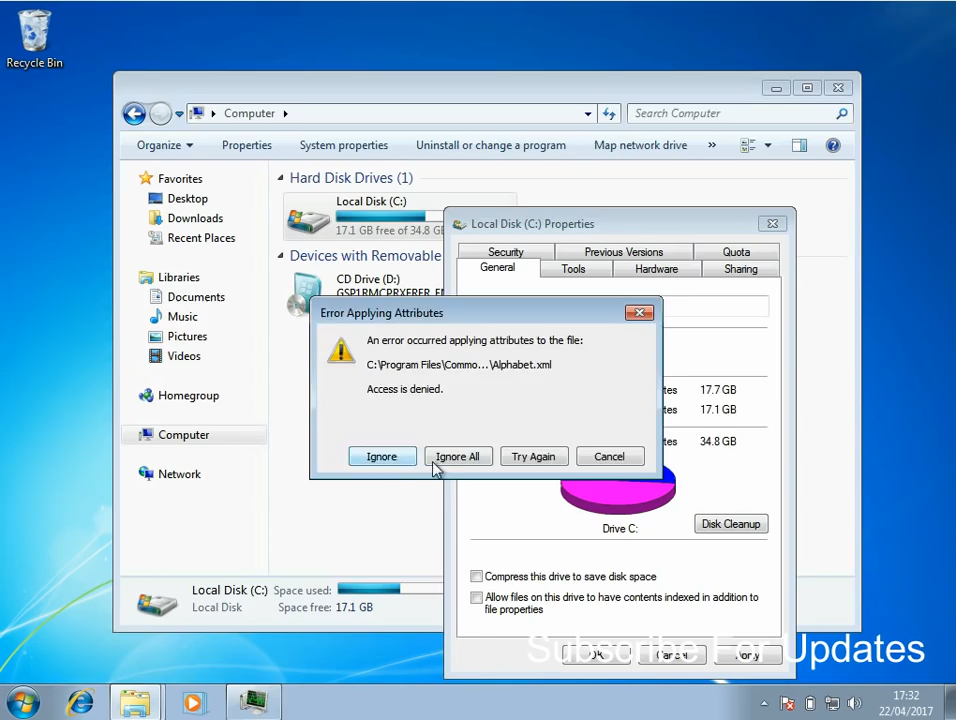 Recycle Bin
Computer
Search Computer
Organize
Properties
System properties
Uninstall or change a program
Map network drive
»
Favorites
Desktop
Downloads
Recent Places
Libraries
Documents
Music
Pictures
Videos
Homegroup
Computer
Network
Hard Disk Drives (1)
Local Disk (C:)
17.1 GB free of 34.8 GB
Devices with Removable
CD Drive (D:)
GSP1RMCPRXFRER_EN
Local Disk (C:) Properties
Security
Previous Versions
Quota
General
Tools
Hardware
Sharing
Error Applying Attributes
An error occurred applying attributes to the file:
C:\Program Files\Commo...\Alphabet.xml
Access is denied.
Ignore
Ignore All
Try Again
Cancel
17.7 GB
17.1 GB
34.8 GB
Drive C:
Disk Cleanup
Compress this drive to save disk space
Allow files on this drive to have contents indexed in addition to
file properties
OK
Cancel
Apply
Local Disk (C:)
Space used:
Local Disk
Space free: 17.1 GB
Subscribe For Updates
17:32
22/04/2017